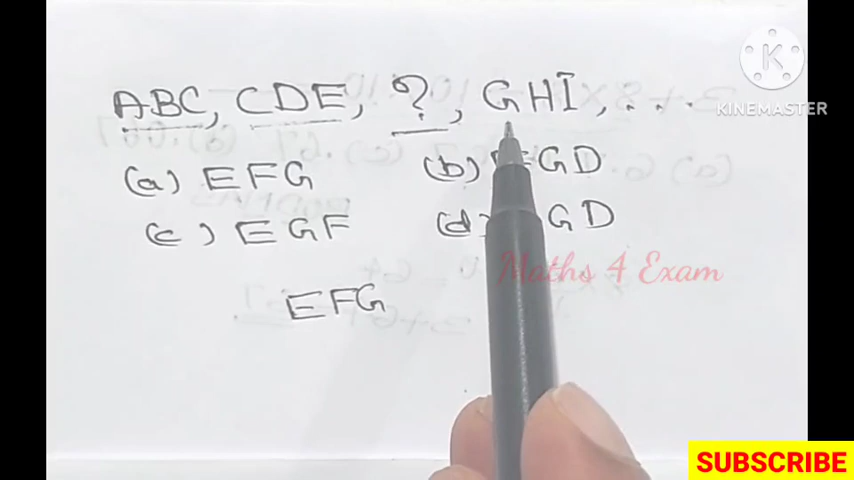 KINEMASTER
ABC, CDE, ?, GHI, . . .
(a) EFG (b) GD
(c) EGF (d) GD
Maths 4 Exam
EFG
SUBSCRIBE